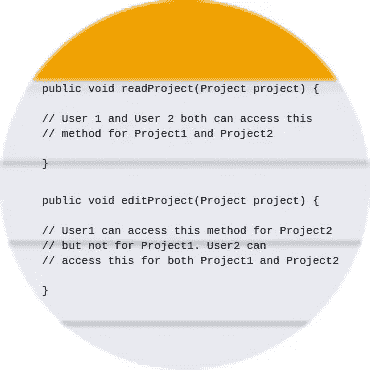 public void readProject(Project project) {
// User 1 and User 2 both can access this
// method for Project1 and Project2
}
public void editProject(Project project) {
// User1 can access this method for Project2
// but not for Project1. User2 can
// access this for both Project1 and Project2
}